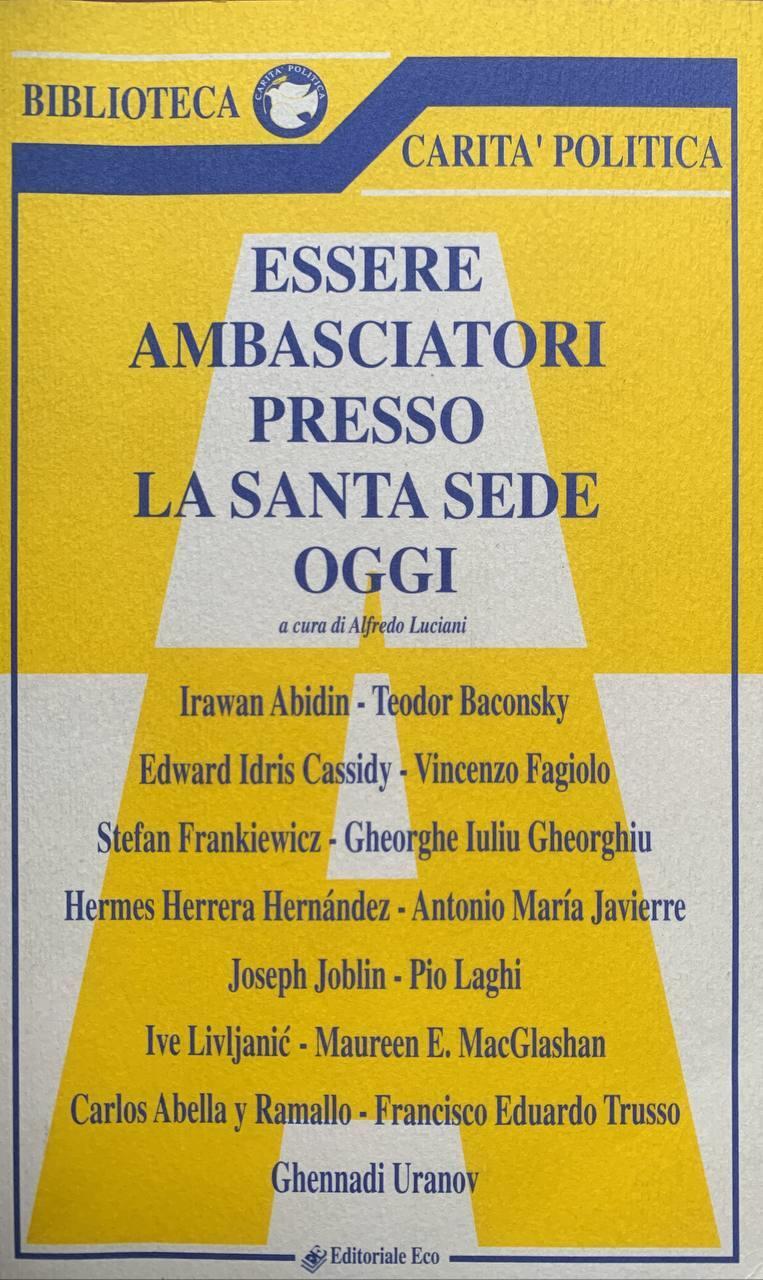 BIBLIOTECA
CARITA' POLITICA
CARITA' POLITICA
ESSERE
AMBASCIATORI
PRESSO
LA SANTA SEDE
OGGI
a cura di Alfredo Luciani
Irawan Abidin - Teodor Baconsky
Edward Idris Cassidy - Vincenzo Fagiolo
Stefan Frankiewicz - Gheorghe Iuliu Gheorghiu
Hermes Herrera Hernández - Antonio María Javierre
Joseph Joblin - Pio Laghi
Ive Livljanić - Maureen E. MacGlashan
Carlos Abella y Ramallo - Francisco Eduardo Trusso
Ghennadi Uranov
Editoriale Eco